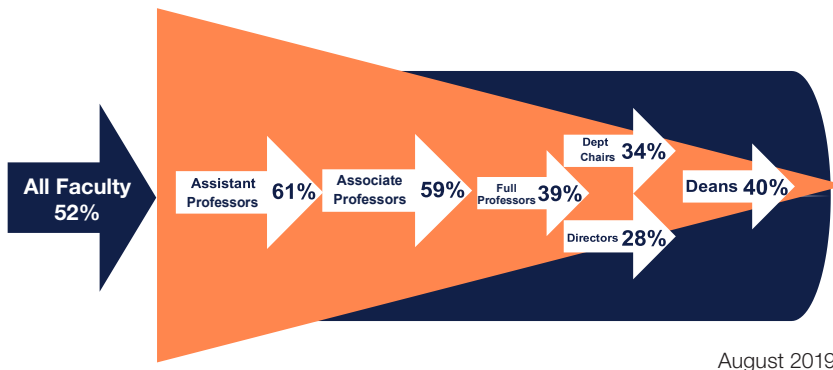 All Faculty
52%
Assistant
Professors
61%
Associate
Professors
59%
Full
Professors
39%
Dept
Chairs
34%
Directors
28%
Deans
40%
August 2019